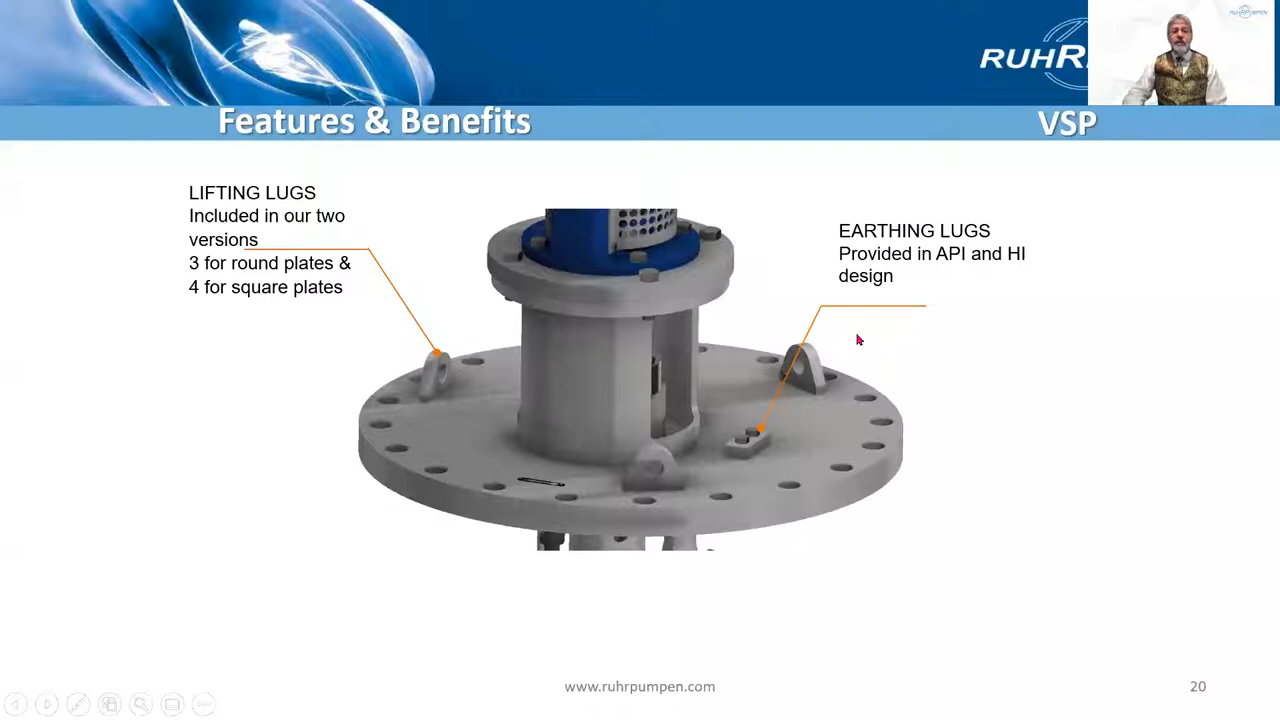 RUHRPUMPEN
RUHR
Features & Benefits
VSP
LIFTING LUGS
Included in our two
versions
3 for round plates &
4 for square plates
EARTHING LUGS
Provided in API and HI
design
www.ruhrpumpen.com
20